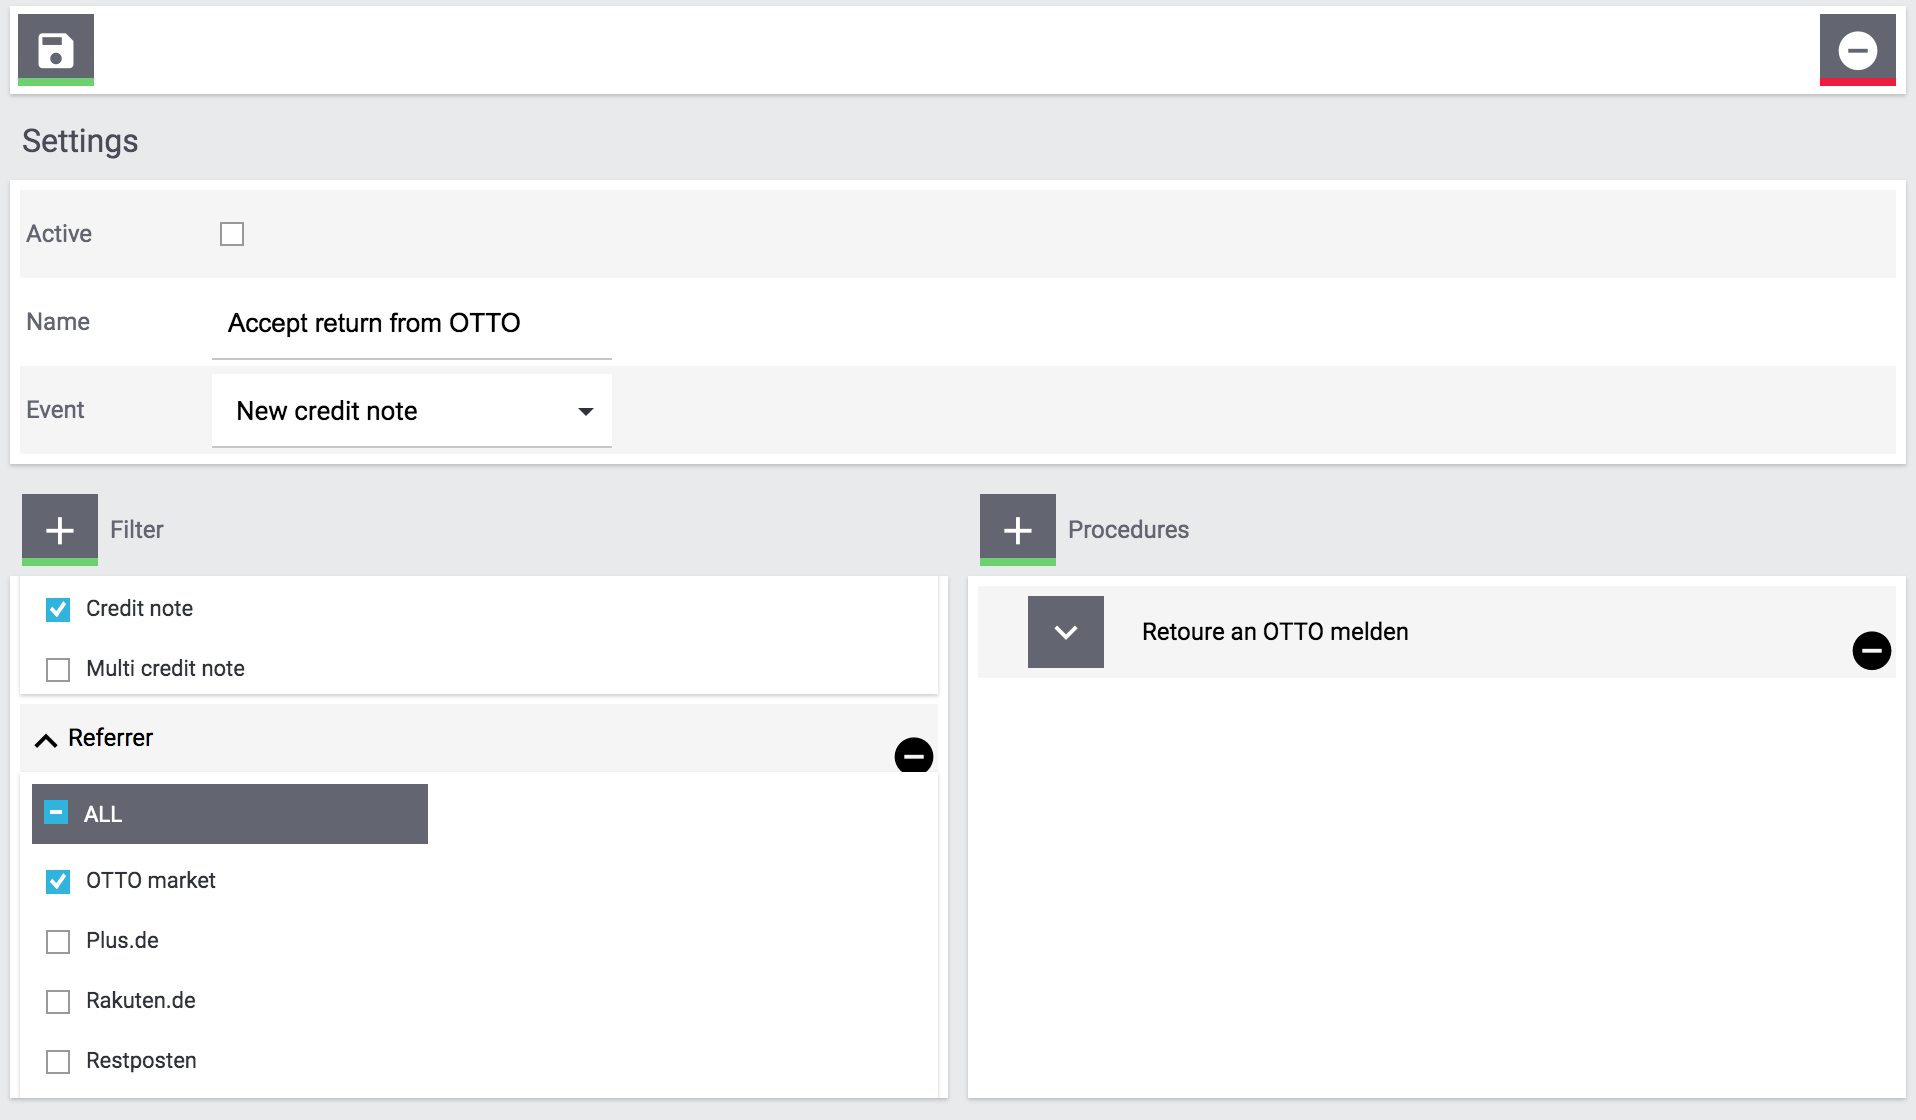 Settings
Active
Name
Accept return from OTTO
Event
New credit note
Filter
Procedures
Credit note
Multi credit note
Referrer
ALL
OTTO market
Plus.de
Rakuten.de
Restposten
Retoure an OTTO melden